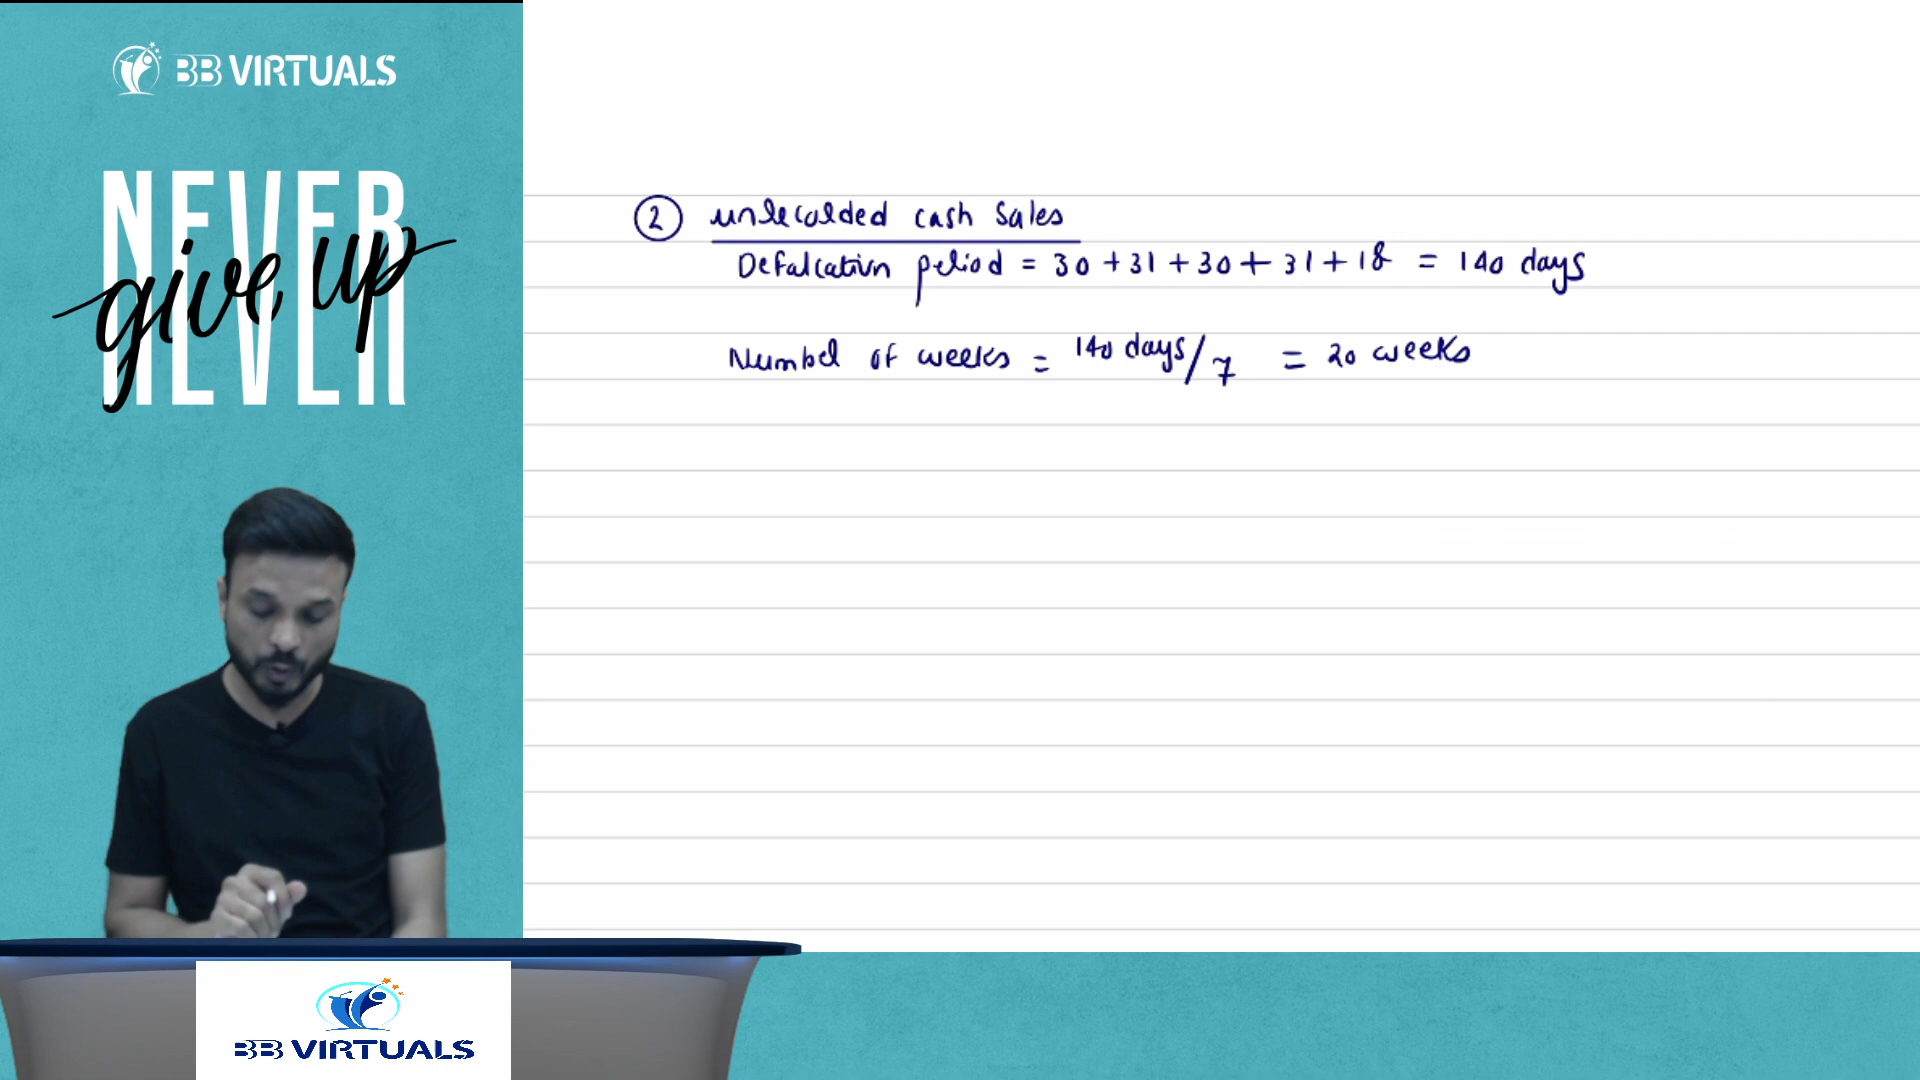 BB VIRTUALS
NEVER
give up
NEVER
2 unrecorded cash sales
Defalcation period = 30 + 31 + 30 + 31 + 18 = 140 days
Number of weeks = 140 days / 7 = 20 weeks
BB VIRTUALS